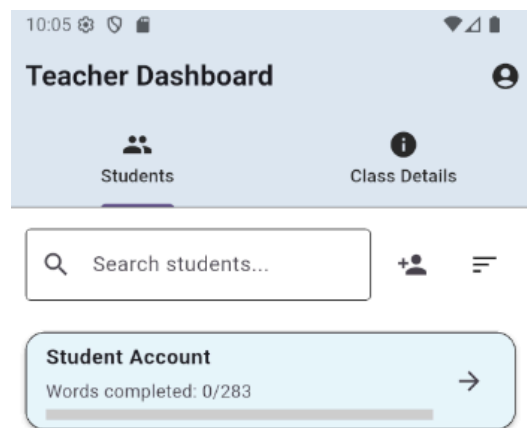 10:05
Teacher Dashboard
Students
Class Details
Search students...
Student Account
Words completed: 0/283